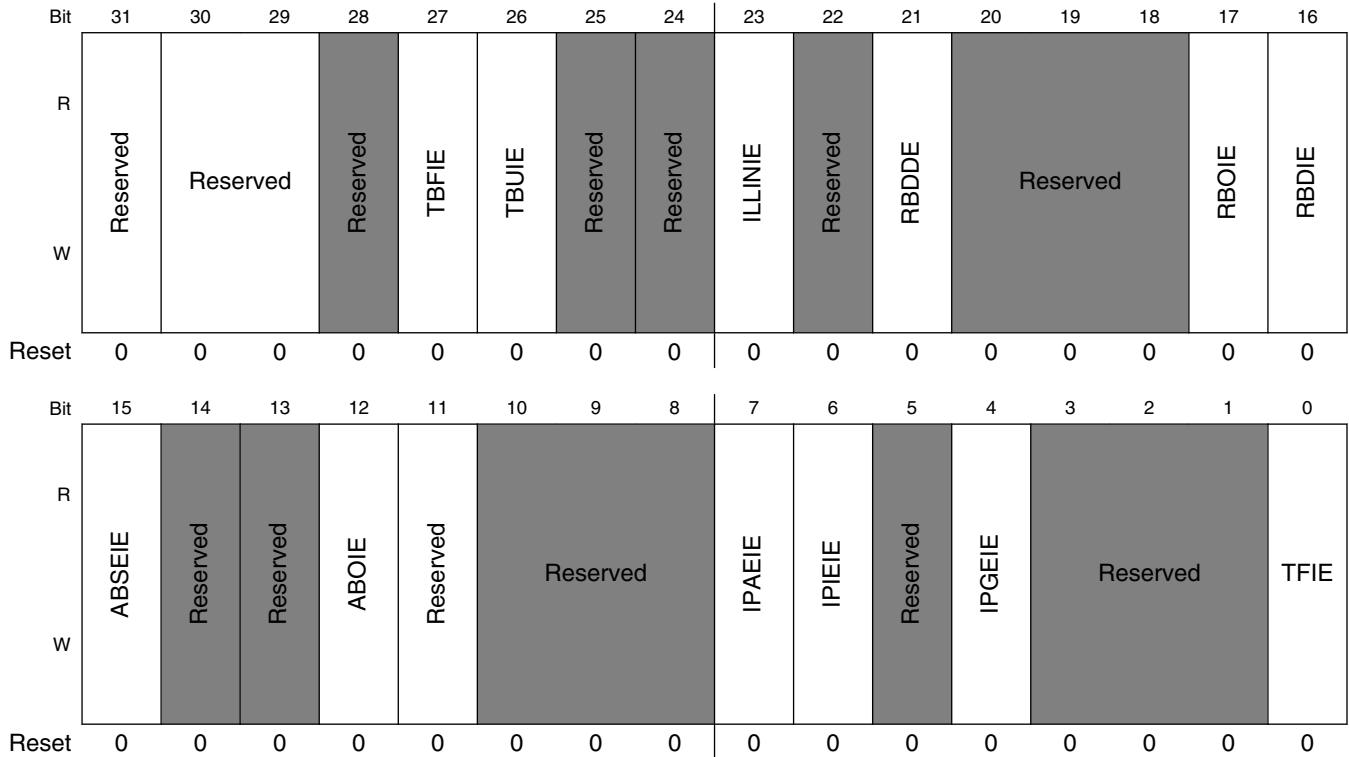 Bit 31 30 29 28 27 26 25 24 23 22 21 20 19 18 17 16
R
W
Reserved
Reserved
Reserved
TBFIE
TBUIE
Reserved
Reserved
ILLINIE
Reserved
RBDDE
Reserved
RBOIE
RBDIE
Reset 0 0 0 0 0 0 0 0 0 0 0 0 0 0 0 0
Bit 15 14 13 12 11 10 9 8 7 6 5 4 3 2 1 0
R
W
ABSEIE
Reserved
Reserved
ABOIE
Reserved
Reserved
IPAEIE
IPIEIE
Reserved
IPGEIE
Reserved
TFIE
Reset 0 0 0 0 0 0 0 0 0 0 0 0 0 0 0 0